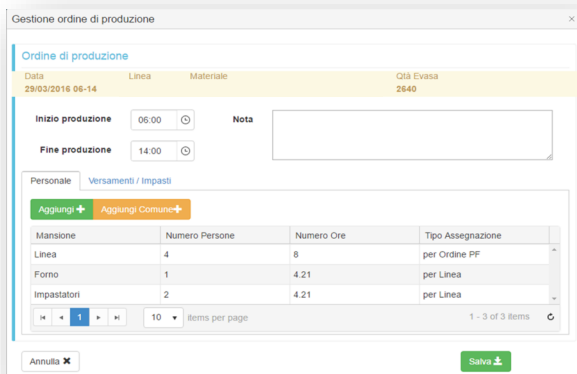 Gestione ordine di produzione ×
Ordine di produzione
Data Linea Materiale Qtà Evasa
29/03/2016 06-14 2640
Inizio produzione 06:00 Nota
Fine produzione 14:00
Personale Versamenti / Impasti
Aggiungi + Aggiungi Comune+
Mansione Numero Persone Numero Ore Tipo Assegnazione
Linea 4 8 per Ordine PF
Forno 1 4.21 per Linea
Impastatori 2 4.21 per Linea
1 10 items per page 1 - 3 of 3 items
Annulla ✖ Salva